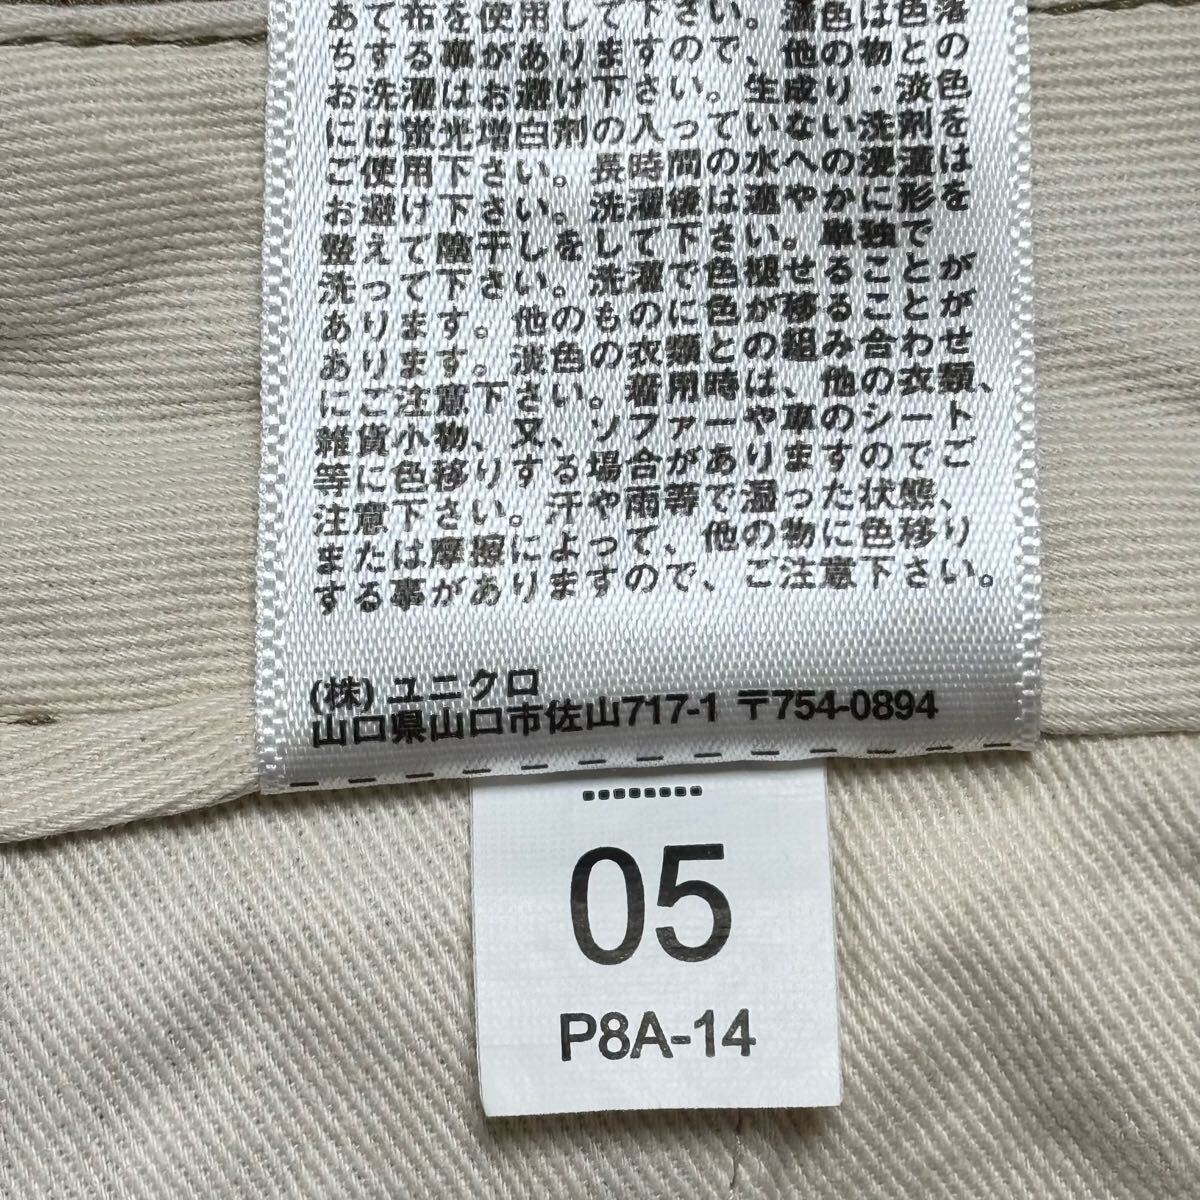 あて布を使用して下さい。濃色は色落
ちする事がありますので、他の物との
お洗濯はお避け下さい。生成り・淡色
には蛍光増白剤の入っていない洗剤を
ご使用下さい。長時間の水への浸漬は
お避け下さい。洗濯後は速やかに形を
整えて陰干しをして下さい。単独で
洗って下さい。洗濯で色褪せることが
あります。他のものに色が移ることが
あります。淡色の衣類との組み合わせ
にご注意下さい。着用時は、他の衣類、
雑貨小物、又、ソファーや車のシート
等に色移りする場合がありますのでご
注意下さい。汗や雨等で湿った状態、
または摩擦によって、他の物に色移り
する事がありますので、ご注意下さい。
(株) ユニクロ
山口県山口市佐山717-1 〒754-0894
05
P8A-14